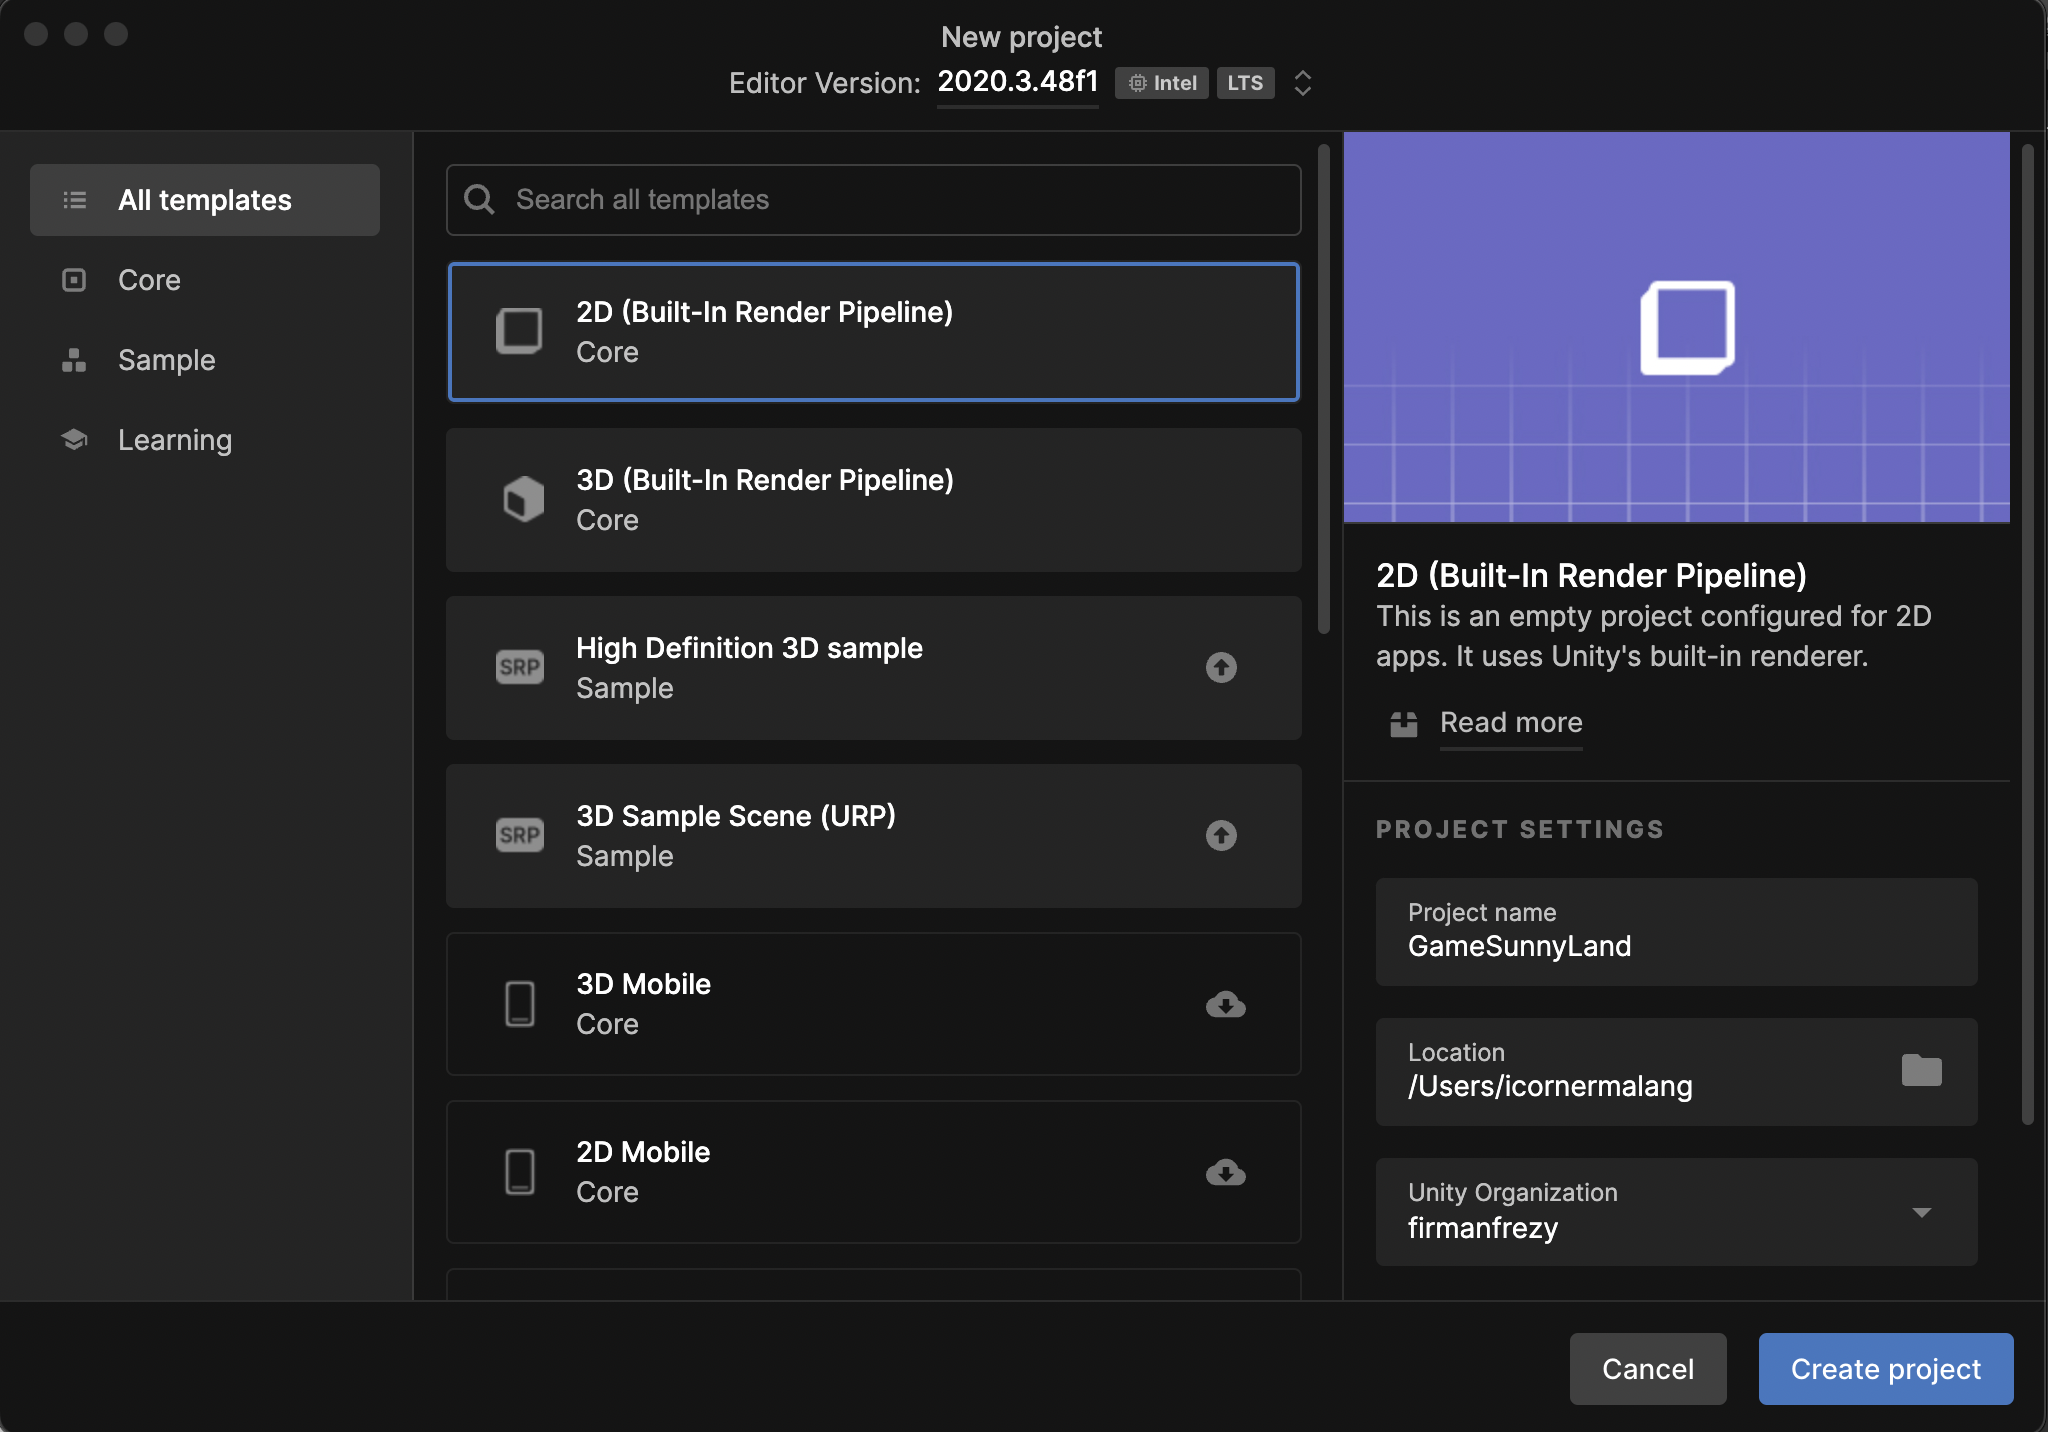 New project
Editor Version: 2020.3.48f1 Intel LTS
All templates
Core
Sample
Learning
Search all templates
2D (Built-In Render Pipeline)
Core
3D (Built-In Render Pipeline)
Core
SRP
High Definition 3D sample
Sample
SRP
3D Sample Scene (URP)
Sample
3D Mobile
Core
2D Mobile
Core
2D (Built-In Render Pipeline)
This is an empty project configured for 2D
apps. It uses Unity's built-in renderer.
Read more
PROJECT SETTINGS
Project name
GameSunnyLand
Location
/Users/icornermalang
Unity Organization
firmanfrezy
Cancel
Create project